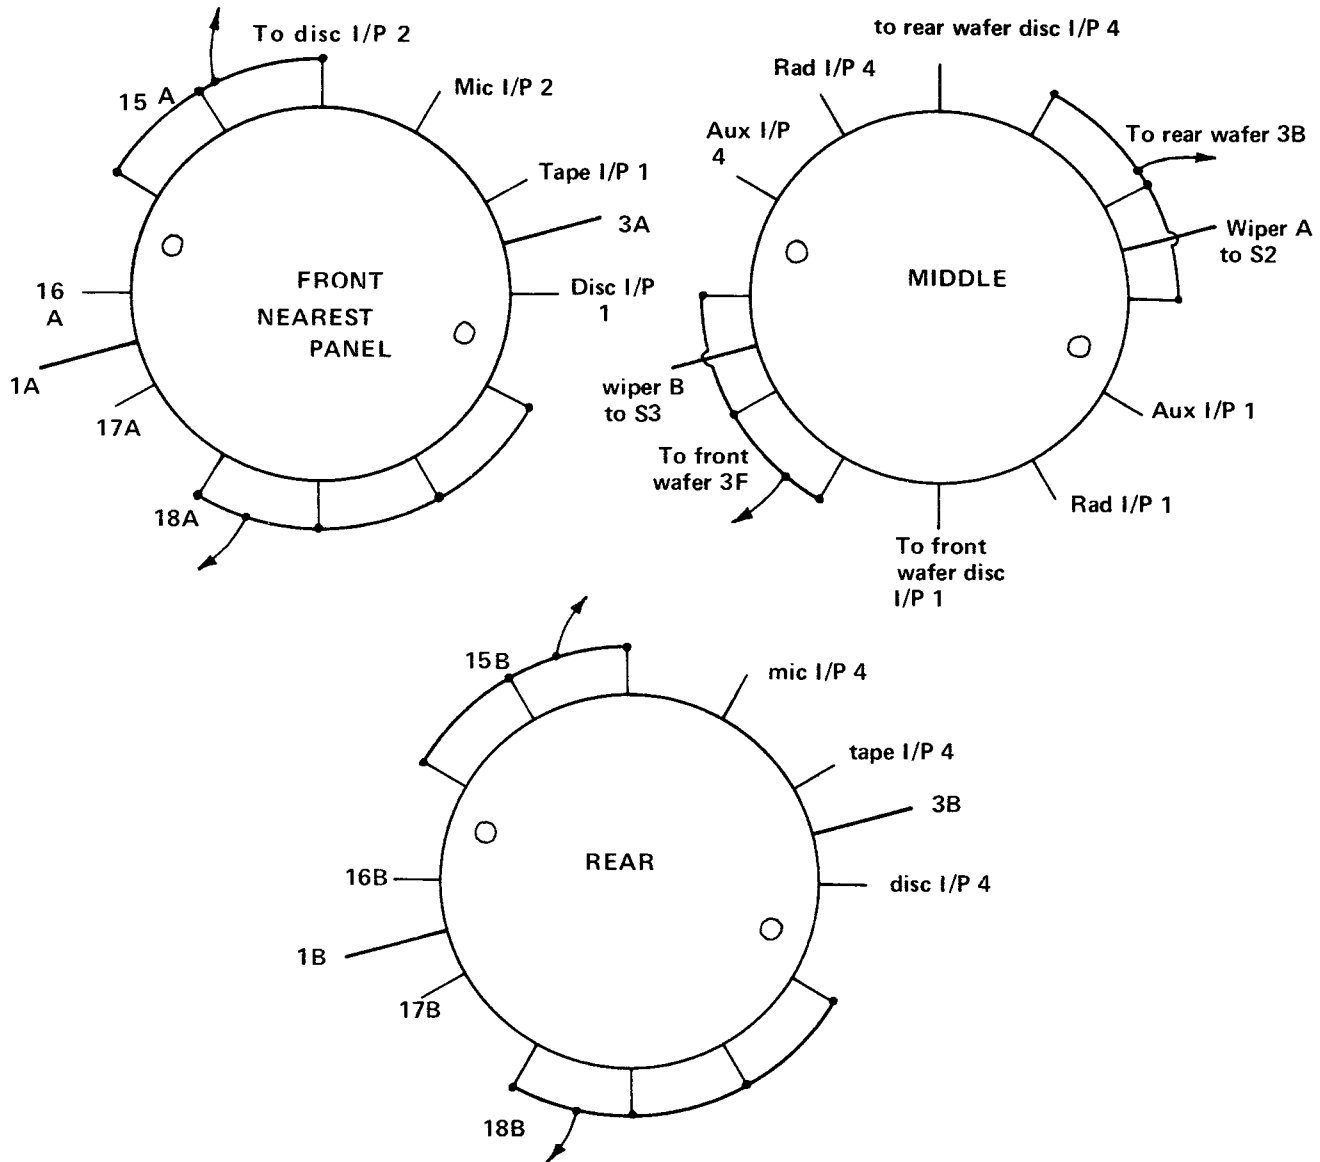 To disc I/P 2
15 A
Mic I/P 2
Tape I/P 1
3A
FRONT
NEAREST
PANEL
16
A
Disc I/P
1
1A
17A
18A
to rear wafer disc I/P 4
Rad I/P 4
Aux I/P
4
To rear wafer 3B
Wiper A
to S2
MIDDLE
wiper B
to S3
Aux I/P 1
To front
wafer 3F
Rad I/P 1
To front
wafer disc
I/P 1
15B
mic I/P 4
tape I/P 4
3B
REAR
16B
disc I/P 4
1B
17B
18B